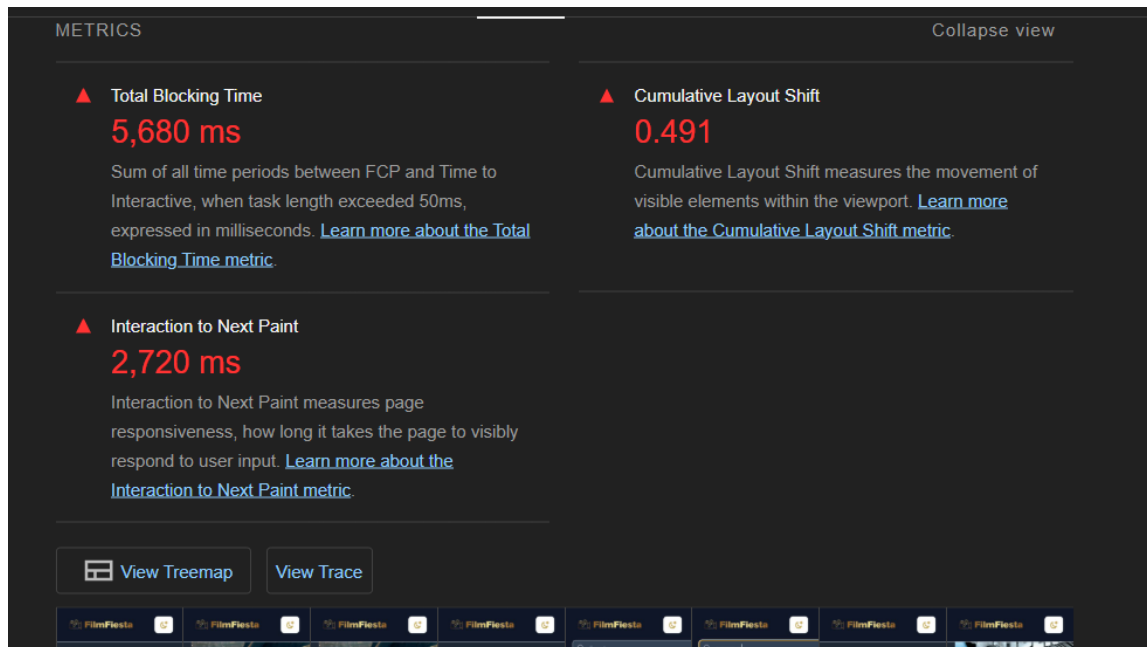 METRICS
Collapse view
Total Blocking Time
5,680 ms
Sum of all time periods between FCP and Time to
Interactive, when task length exceeded 50ms,
expressed in milliseconds. Learn more about the Total
Blocking Time metric.
Cumulative Layout Shift
0.491
Cumulative Layout Shift measures the movement of
visible elements within the viewport. Learn more
about the Cumulative Layout Shift metric.
Interaction to Next Paint
2,720 ms
Interaction to Next Paint measures page
responsiveness, how long it takes the page to visibly
respond to user input. Learn more about the
Interaction to Next Paint metric.
View Treemap
View Trace
FilmFiesta
FilmFiesta
FilmFiesta
FilmFiesta
FilmFiesta
FilmFiesta
FilmFiesta
FilmFiesta